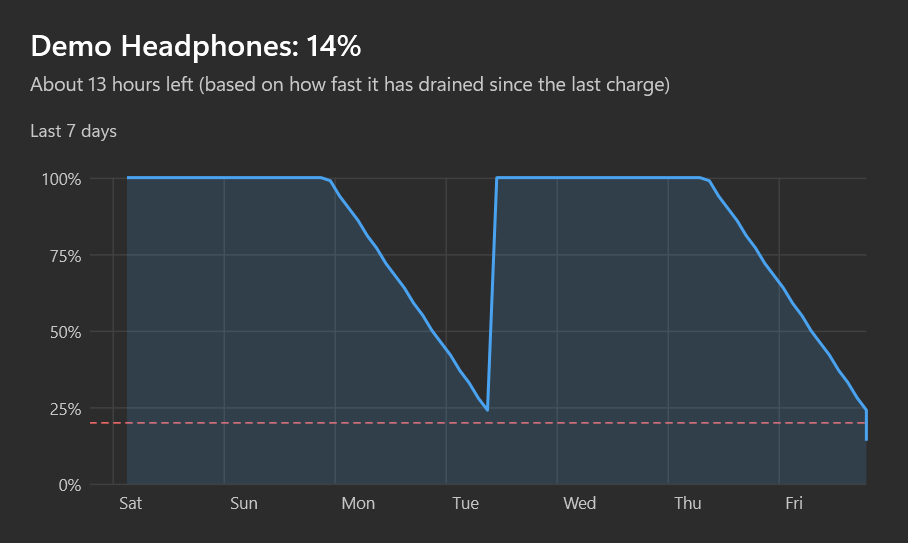 Demo Headphones: 14%
About 13 hours left (based on how fast it has drained since the last charge)
Last 7 days
100%
75%
50%
25%
0%
Sat Sun Mon Tue Wed Thu Fri